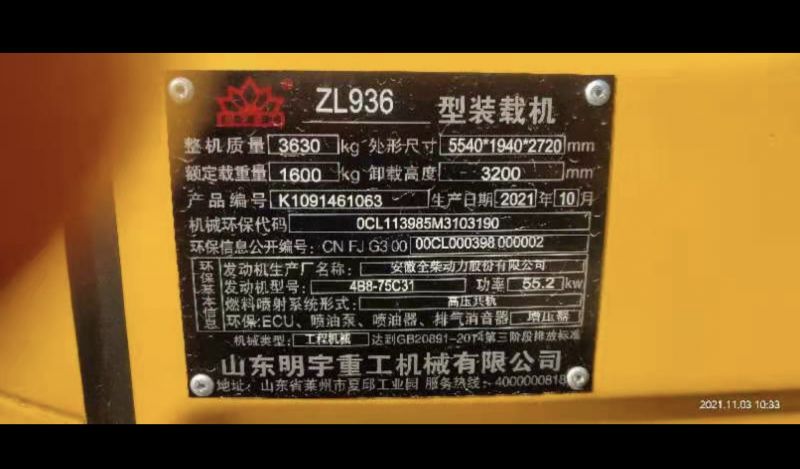 ZL936 型装载机
整机质量 3630 kg 外形尺寸 5540*1940*2720 mm
额定载重量 1600 kg 卸载高度 3200 mm
产品编号 K1091461063 生产日期 2021 年 10 月
机械环保代码 0CL113985M3103190
环保信息公开编号: CN FJ G3 00 00CL000398 000002
环保基本信息
发动机生产厂名称: 安徽全柴动力股份有限公司
发动机型号: 4B8-75C31 功率 55.2 kw
燃料喷射系统形式: 高压共轨
环保:ECU、喷油泵、喷油器、排气消音器 增压器
机械类型: 工程机械 达到GB20891-2014第三阶段排放标准
山东明宇重工机械有限公司
地址: 山东省莱州市夏邱工业园 服务热线: 4000000818
2021.11.03 10:33